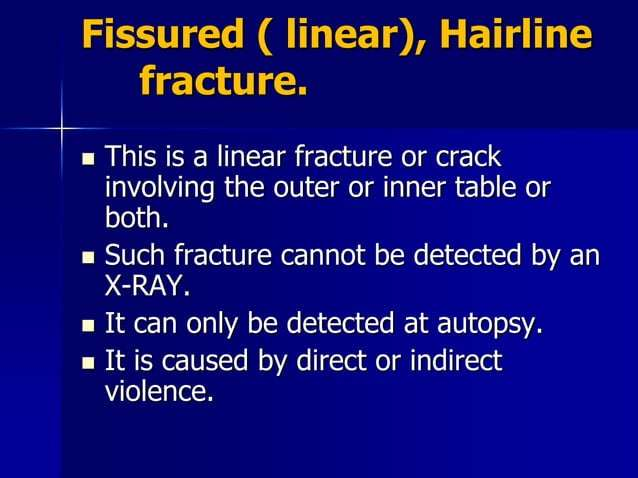 Fissured ( linear), Hairline
fracture.
This is a linear fracture or crack
involving the outer or inner table or
both.
Such fracture cannot be detected by an
X-RAY.
It can only be detected at autopsy.
It is caused by direct or indirect
violence.